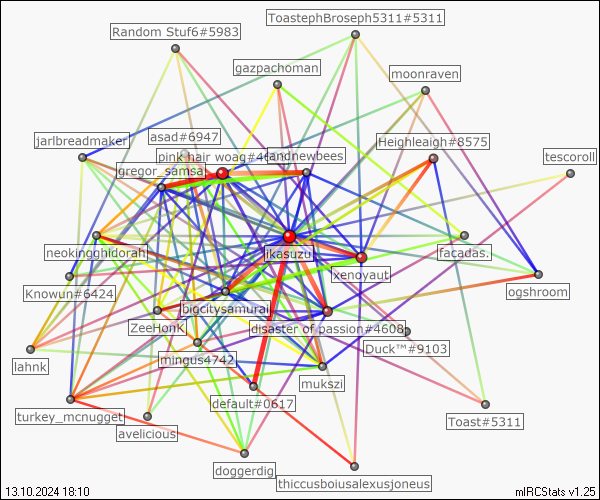 ToastephBroseph5311#5311
Random Stuf6#5983
gazpachoman
moonraven
asad#6947
jarlbreadmaker
Heighleaigh#8575
pink hair woag#4
randnewbees
tescoroll
gregor_samsa
neokingghidorah
jikasuzu
facadas.
xenoyaut
Knowun#6424
ogshroom
bigcitysamurai
ZeeHonK
disaster of passion#4608
Duck™#9103
lahnk
mingus4742
mukszi
default#0617
turkey_mcnugget
Toast#5311
avelicious
doggerdig
thiccusboiusalexusjoneus
13.10.2024 18:10
mIRCStats v1.25